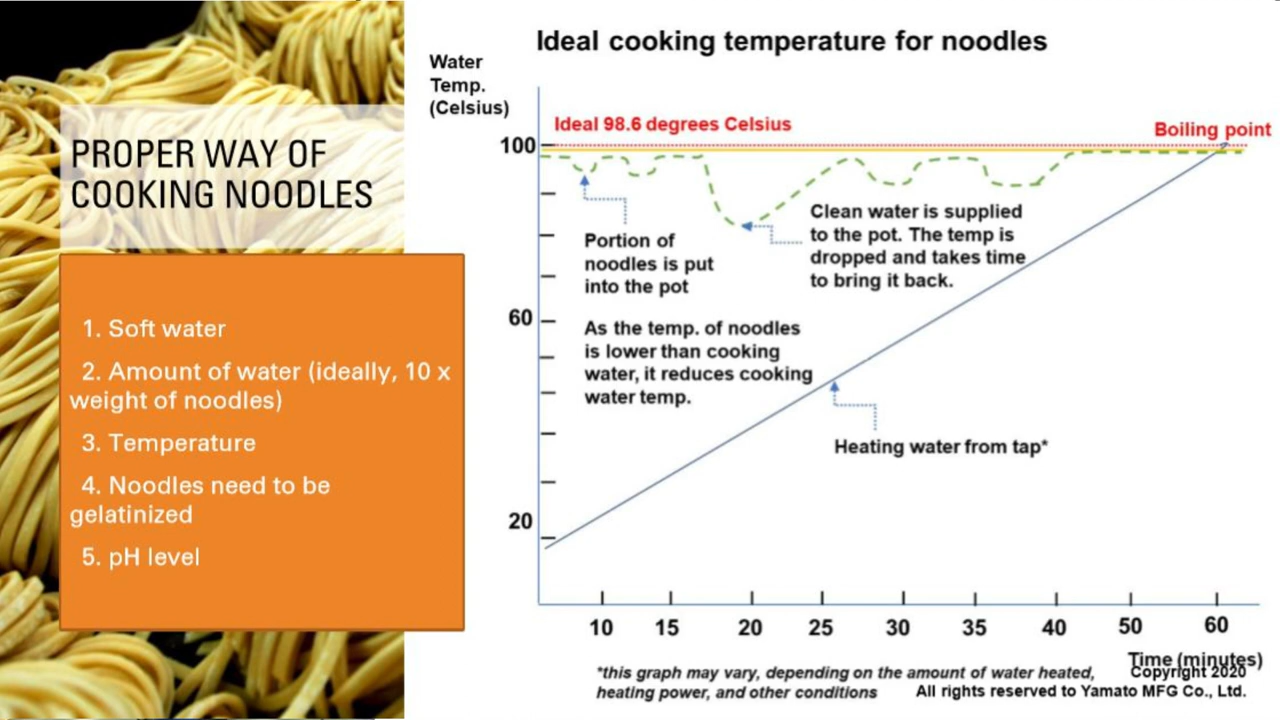 PROPER WAY OF
COOKING NOODLES
1. Soft water
2. Amount of water (ideally, 10 x
weight of noodles)
3. Temperature
4. Noodles need to be
gelatinized
5. pH level
Ideal cooking temperature for noodles
Water
Temp.
(Celsius)
Ideal 98.6 degrees Celsius
Boiling point
100
60
20
Portion of
noodles is put
into the pot
As the temp. of noodles
is lower than cooking
water, it reduces cooking
water temp.
Clean water is supplied
to the pot. The temp is
dropped and takes time
to bring it back.
Heating water from tap*
10 15 20 25 30 35 40 50 60
Time (minutes)
*this graph may vary, depending on the amount of water heated,
heating power, and other conditions
Copyright 2020
All rights reserved to Yamato MFG Co., Ltd.